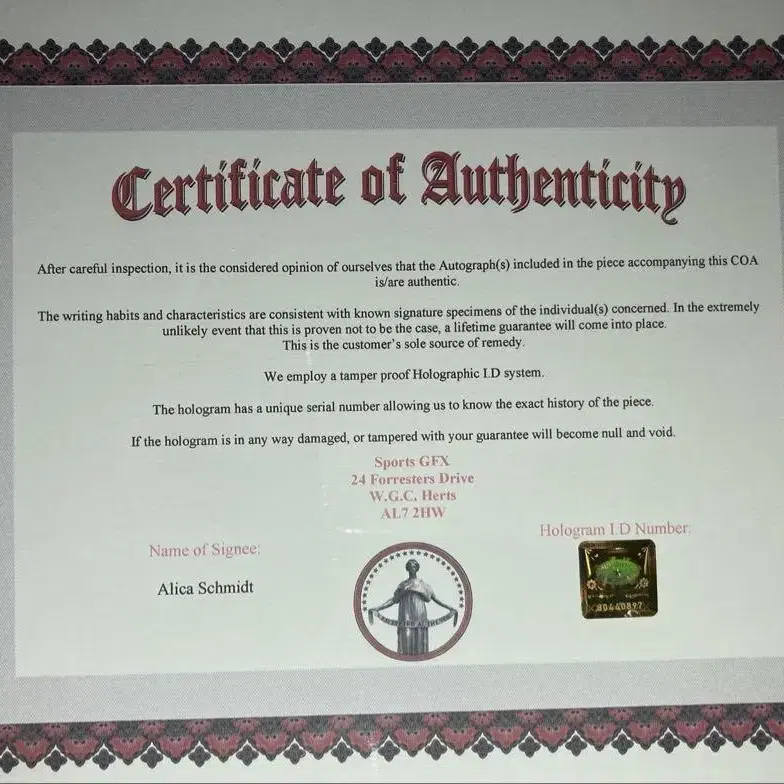 Certificate of Authenticity
After careful inspection, it is the considered opinion of ourselves that the Autograph(s) included in the piece accompanying this COA
is/are authentic.
The writing habits and characteristics are consistent with known signature specimens of the individual(s) concerned. In the extremely
unlikely event that this is proven not to be the case, a lifetime guarantee will come into place.
This is the customer's sole source of remedy.
We employ a tamper proof Holographic I.D system.
The hologram has a unique serial number allowing us to know the exact history of the piece.
If the hologram is in any way damaged, or tampered with your guarantee will become null and void.
Sports GFX
24 Forresters Drive
W.G.C. Herts
AL7 2HW
Hologram I.D Number:
Name of Signee:
Alica Schmidt